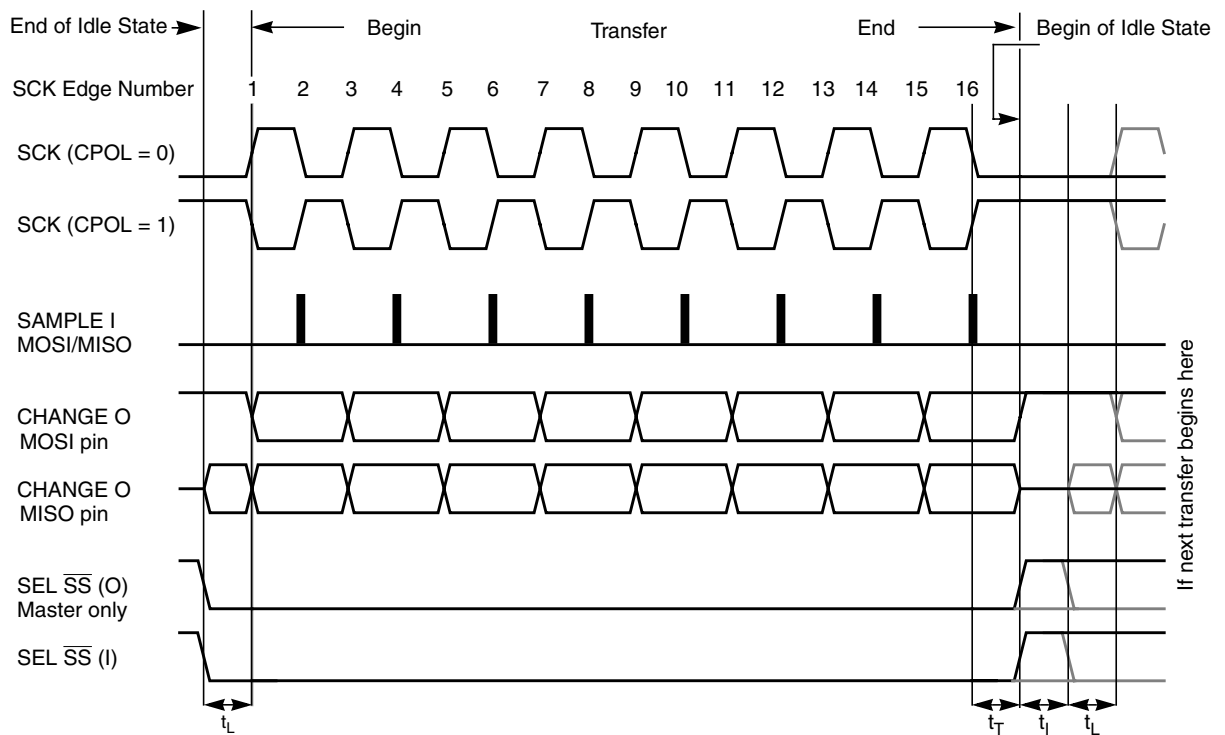 End of Idle State
Begin
Transfer
End
Begin of Idle State
SCK Edge Number
1 2 3 4 5 6 7 8 9 10 11 12 13 14 15 16
SCK (CPOL = 0)
SCK (CPOL = 1)
SAMPLE I
MOSI/MISO
CHANGE O
MOSI pin
CHANGE O
MISO pin
SEL S̅S̅ (O)
Master only
SEL S̅S̅ (I)
tL
tT
tI
tL
If next transfer begins here